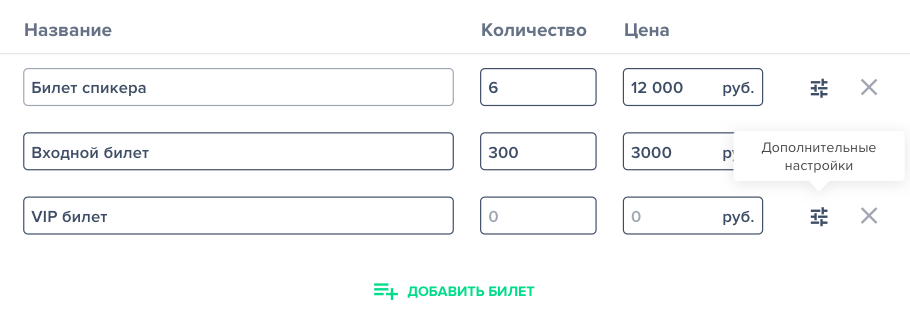 Название Количество Цена
Билет спикера 6 12 000 руб.
Входной билет 300 3000
Дополнительные
настройки
VIP билет 0 0 руб.
ДОБАВИТЬ БИЛЕТ